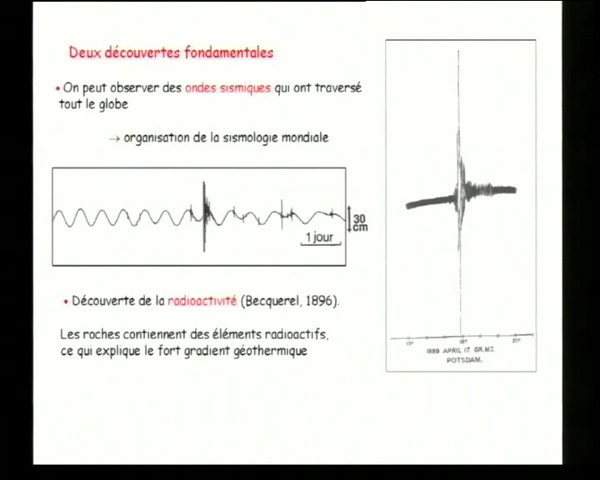 Deux découvertes fondamentales
• On peut observer des ondes sismiques qui ont traversé
tout le globe
→ organisation de la sismologie mondiale
30
cm
1 jour
• Découverte de la radioactivité (Becquerel, 1896).
Les roches contiennent des éléments radioactifs,
ce qui explique le fort gradient géothermique
1889 APRIL 17. GR.M.T.
POTSDAM.